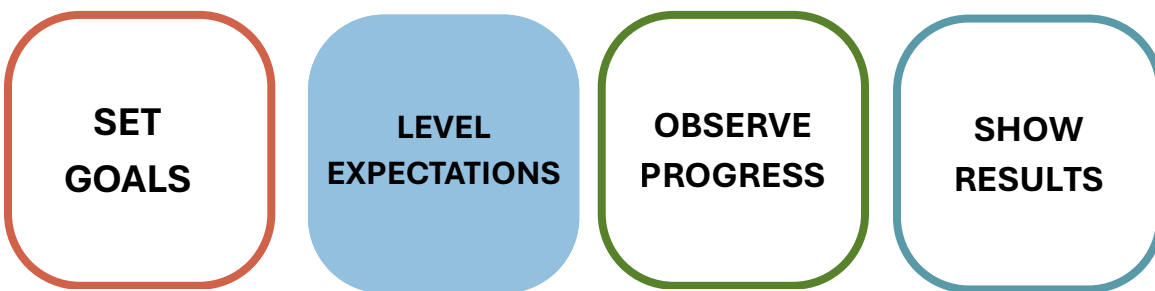 SET
GOALS
LEVEL
EXPECTATIONS
OBSERVE
PROGRESS
SHOW
RESULTS